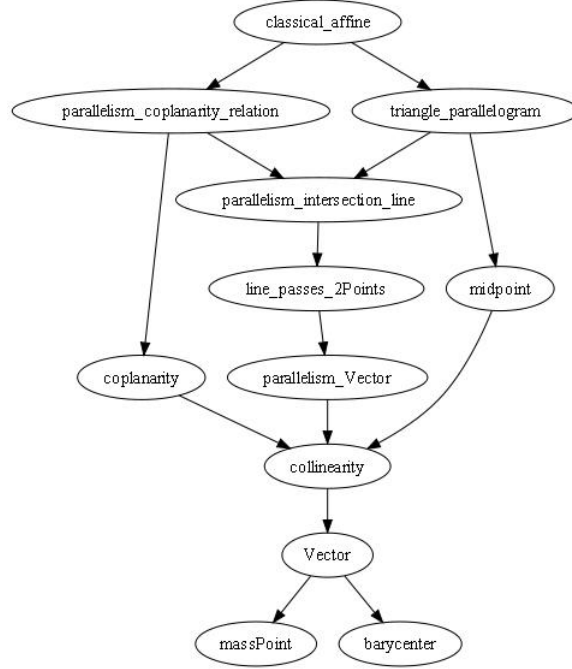 classical_affine
parallelism_coplanarity_relation
triangle_parallelogram
parallelism_intersection_line
line_passes_2Points
midpoint
coplanarity
parallelism_Vector
collinearity
Vector
massPoint
barycenter